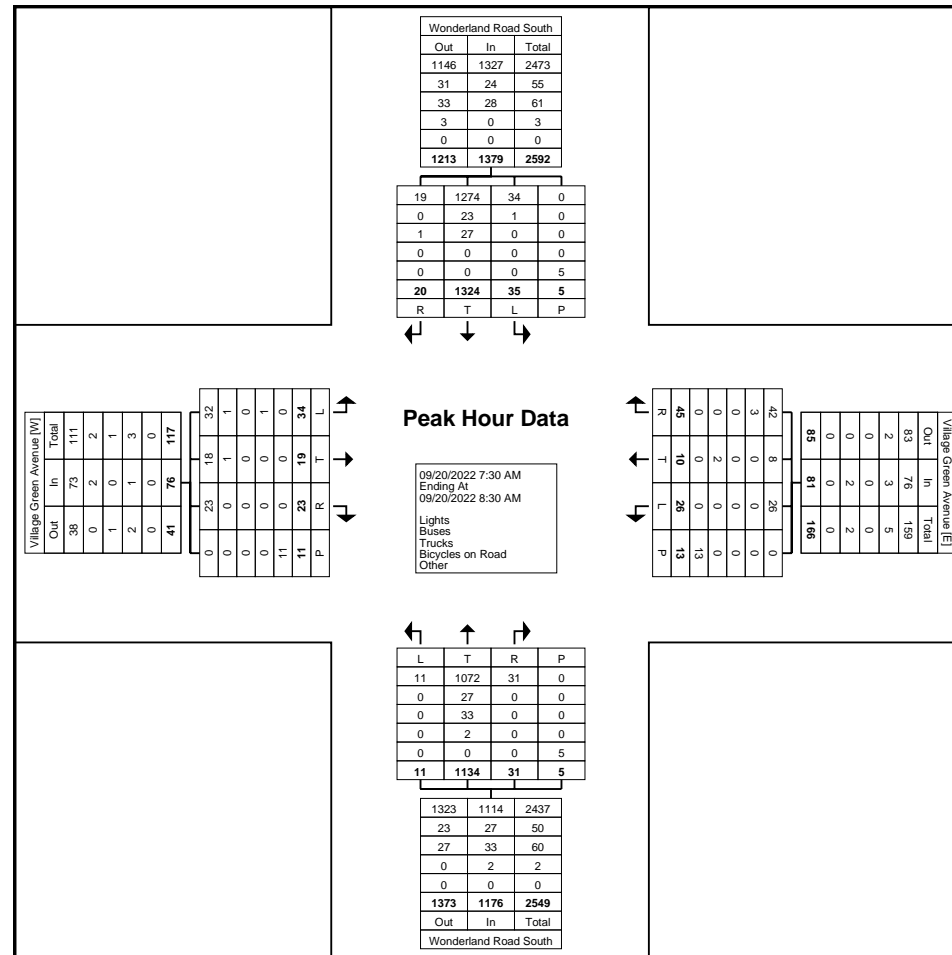 Wonderland Road South
Out In Total
1146 1327 2473
31 24 55
33 28 61
3 0 3
0 0 0
1213 1379 2592
19 1274 34 0
0 23 1 0
1 27 0 0
0 0 0 0
0 0 0 5
20 1324 35 5
R T L P
Village Green Avenue [W]
Out In Total
38 73 111
0 2 2
1 0 1
2 1 3
0 0 0
41 76 117
0 23 18 32
0 0 1 1
0 0 0 0
0 0 0 1
11 0 0 0
11 23 19 34
P R T L
Peak Hour Data
09/20/2022 7:30 AM
Ending At
09/20/2022 8:30 AM
Lights
Buses
Trucks
Bicycles on Road
Other
Village Green Avenue [E]
Out In Total
83 76 159
2 3 5
0 0 0
0 2 2
0 0 0
85 81 166
42 8 26 0
3 0 0 0
0 0 0 0
0 2 0 0
0 0 0 13
45 10 26 13
R T L P
L T R P
11 1072 31 0
0 27 0 0
0 33 0 0
0 2 0 0
0 0 0 5
11 1134 31 5
1323 1114 2437
23 27 50
27 33 60
0 2 2
0 0 0
1373 1176 2549
Out In Total
Wonderland Road South